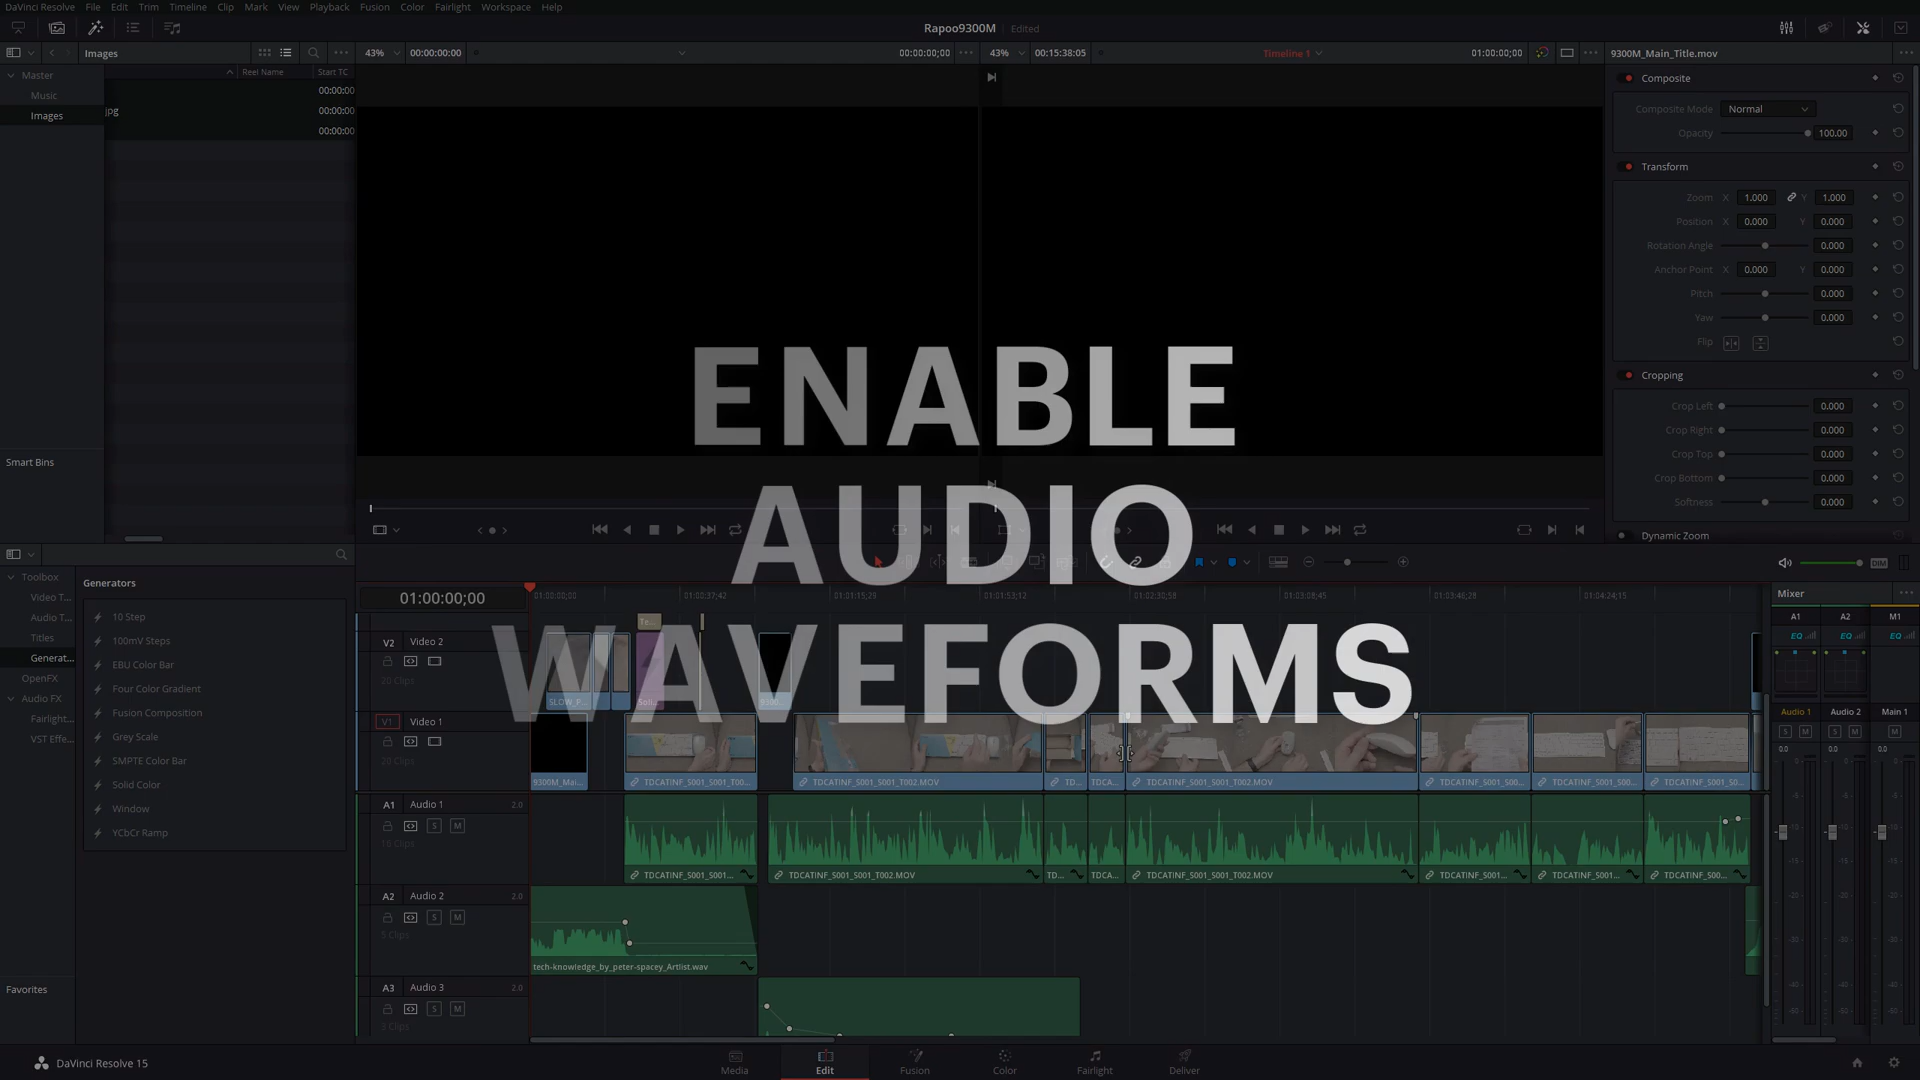 DaVinci Resolve File Edit Trim Timeline Clip Mark View Playback Fusion Color Fairlight Workspace Help
Rapoo9300M Edited
Images 43% 00:00:00:00 00:00:00;00 43% 00:15:38:05 Timeline 1 01:00:00;00 9300M_Main_Title.mov
Master Reel Name Start TC
Music
Images
00:00:00
.jpg 00:00:00
00:00:00
Smart Bins
Composite
Composite Mode Normal
Opacity 100.00
Transform
Zoom X 1.000 Y 1.000
Position X 0.000 Y 0.000
Rotation Angle 0.000
Anchor Point X 0.000 Y 0.000
Pitch 0.000
Yaw 0.000
Flip
Cropping
Crop Left 0.000
Crop Right 0.000
Crop Top 0.000
Crop Bottom 0.000
Softness 0.000
Dynamic Zoom
ENABLE
AUDIO
WAVEFORMS
Toolbox
Video T...
Audio T...
Titles
Generat...
OpenFX
Audio FX
Fairlight...
VST Effe...
Favorites
Generators
10 Step
100mV Steps
EBU Color Bar
Four Color Gradient
Fusion Composition
Grey Scale
SMPTE Color Bar
Solid Color
Window
YCbCr Ramp
01:00:00;00 01:00:00;00 01:00:37;42 01:01:15;28 01:01:53;12 01:02:30;58 01:03:08;45 01:03:46;28 01:04:24;15
Te...
V2 Video 2
20 Clips
SLOW_F... Soli... 9300...
V1 Video 1
20 Clips
9300M_Mai... TDCATINF_S001_S001_T00... TDCATINF_S001_S001_T002.MOV TD... TDCA... TDCATINF_S001_S001_T002.MOV TDCATINF_S001_S00... TDCATINF_S001_S00... TDCATINF_S001_S0...
A1 Audio 1 2.0
S M
18 Clips
TDCATINF_S001_S001... TDCATINF_S001_S001_T002.MOV TD... TDCA... TDCATINF_S001_S001_T002.MOV TDCATINF_S001... TDCATINF_S001... TDCATINF_S00...
A2 Audio 2 2.0
S M
5 Clips
tech-knowledge_by_peter-spacey_Artlist.wav
A3 Audio 3 2.0
S M
3 Clips
DIM
Mixer
A1 A2 M1
EQ EQ EQ
Audio 1 Audio 2 Main 1
S M S M M
0.0 0.0 0.0
DaVinci Resolve 15
Media Edit Fusion Color Fairlight Deliver